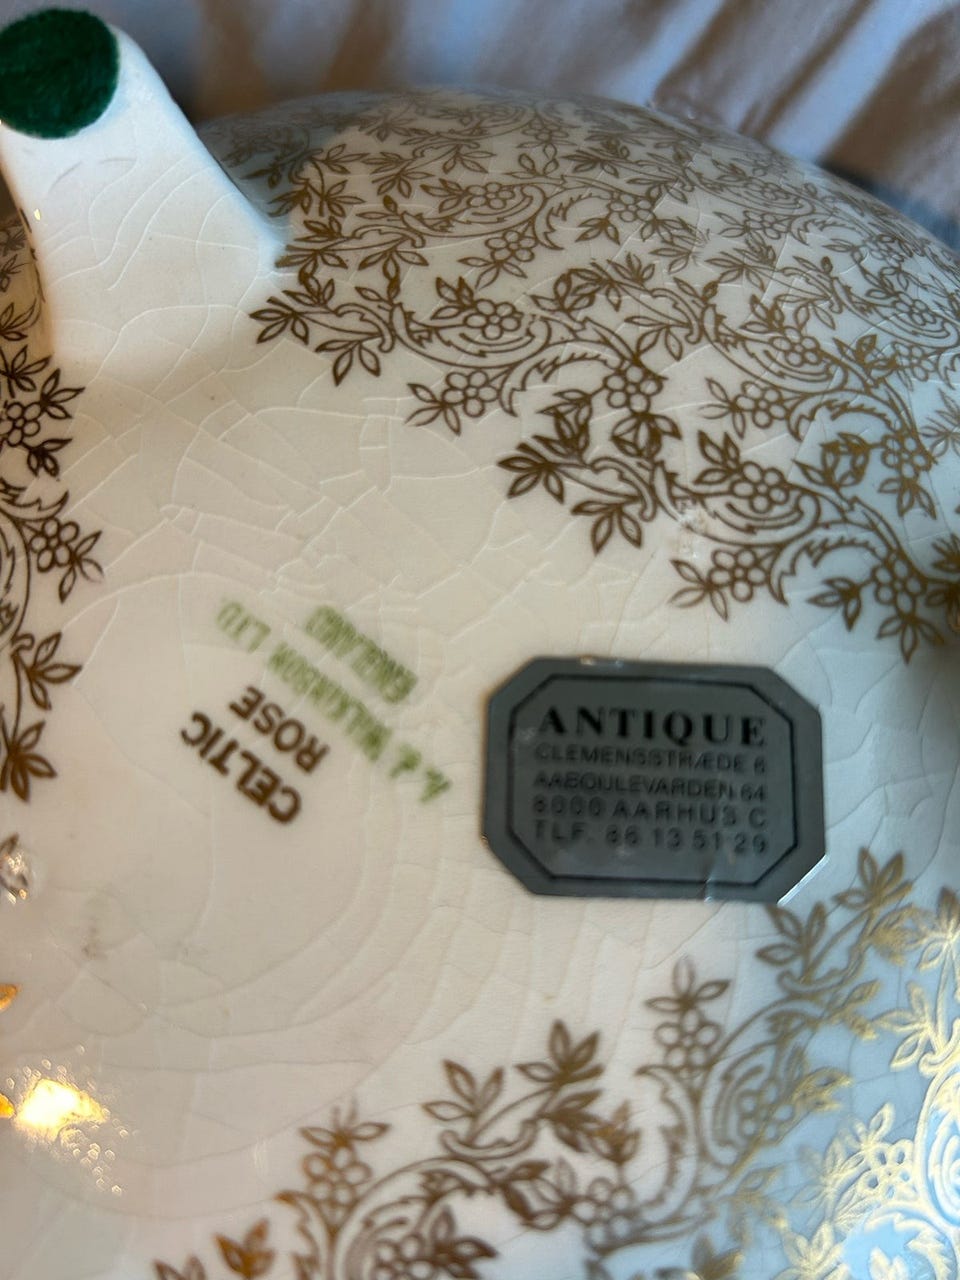 CELTIC
ROSE
A. J. WILKINSON LTD
ENGLAND
ANTIQUE
CLEMENSSTRÆDE 6
AABOULEVARDEN 64
8000 AARHUS C
TLF. 86 13 51 29